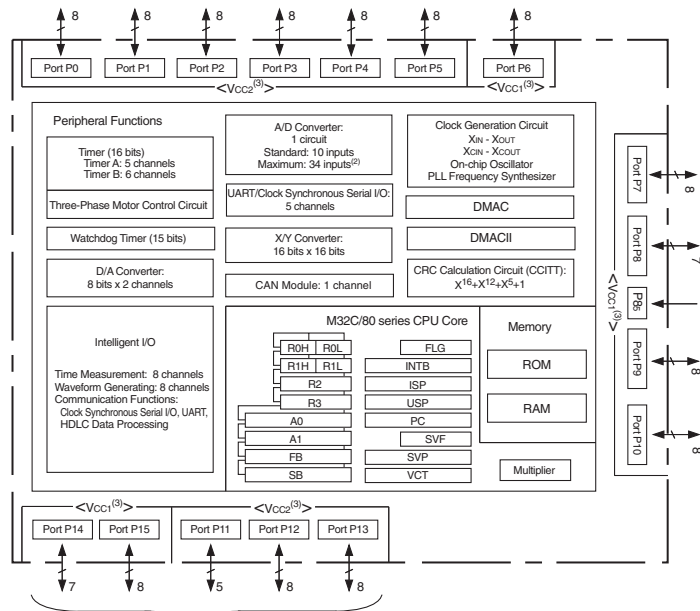 8 8 8 8 8 8 8
Port P0 Port P1 Port P2 Port P3 Port P4 Port P5 Port P6
<VCC2(3)> <VCC1(3)>
Peripheral Functions
Timer (16 bits)
Timer A: 5 channels
Timer B: 6 channels
Three-Phase Motor Control Circuit
Watchdog Timer (15 bits)
D/A Converter:
8 bits x 2 channels
Intelligent I/O
Time Measurement: 8 channels
Waveform Generating: 8 channels
Communication Functions:
Clock Synchronous Serial I/O, UART,
HDLC Data Processing
A/D Converter:
1 circuit
Standard: 10 inputs
Maximum: 34 inputs(2)
UART/Clock Synchronous Serial I/O:
5 channels
X/Y Converter:
16 bits x 16 bits
CAN Module: 1 channel
Clock Generation Circuit
XIN - XOUT
XCIN - XCOUT
On-chip Oscillator
PLL Frequency Synthesizer
DMAC
DMACII
CRC Calculation Circuit (CCITT):
X16+X12+X5+1
M32C/80 series CPU Core
R0H R0L
R1H R1L
R2
R3
A0
A1
FB
SB
FLG
INTB
ISP
USP
PC
SVF
SVP
VCT
Memory
ROM
RAM
Multiplier
<VCC1(3)>
Port P7 8
Port P8 7
P85
Port P9 8
Port P10 8
<VCC1(3)> <VCC2(3)>
Port P14 Port P15 Port P11 Port P12 Port P13
7 8 5 8 8